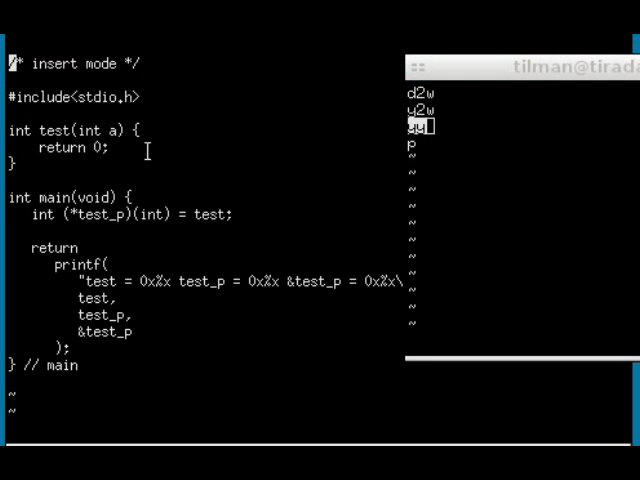 /* insert mode */
#include<stdio.h>
int test(int a) {
return 0;
}
int main(void) {
int (*test_p)(int) = test;
return
printf(
"test = 0x%x test_p = 0x%x &test_p = 0x%x\
test,
test_p,
&test_p
);
} // main
~
~
tilman@tirada
d2w
y2w
yy
p
~
~
~
~
~
~
~
~
~
~
~